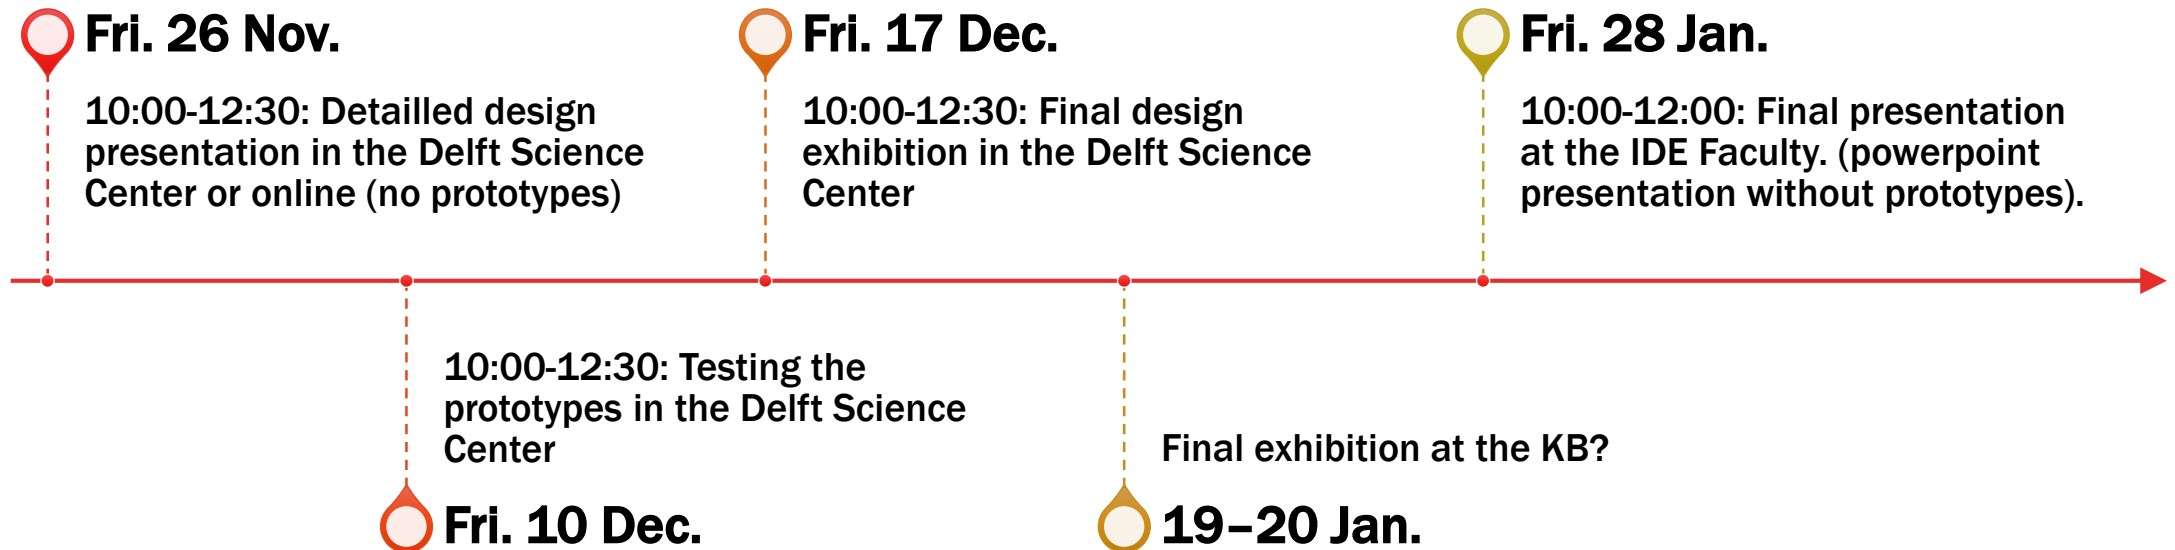 Fri. 26 Nov.
10:00-12:30: Detailled design
presentation in the Delft Science
Center or online (no prototypes)
10:00-12:30: Testing the
prototypes in the Delft Science
Center
Fri. 10 Dec.
Fri. 17 Dec.
10:00-12:30: Final design
exhibition in the Delft Science
Center
Final exhibition at the KB?
19–20 Jan.
Fri. 28 Jan.
10:00-12:00: Final presentation
at the IDE Faculty. (powerpoint
presentation without prototypes).